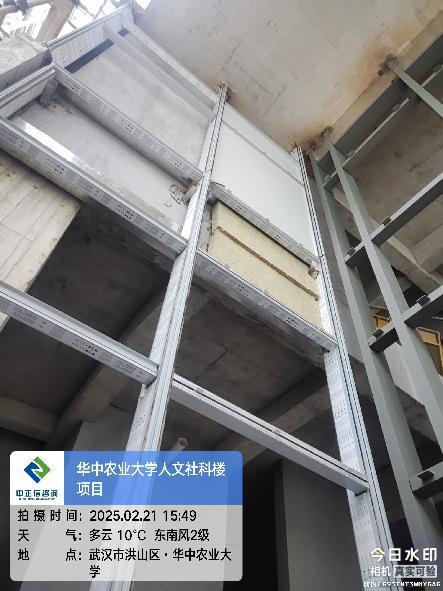 中正信咨询
华中农业大学人文社科楼
项目
拍摄时间：2025.02.21 15:49
天 气：多云 10℃ 东南风2级
地 点：武汉市洪山区·华中农业大
学
今日水印
相机 真实可验